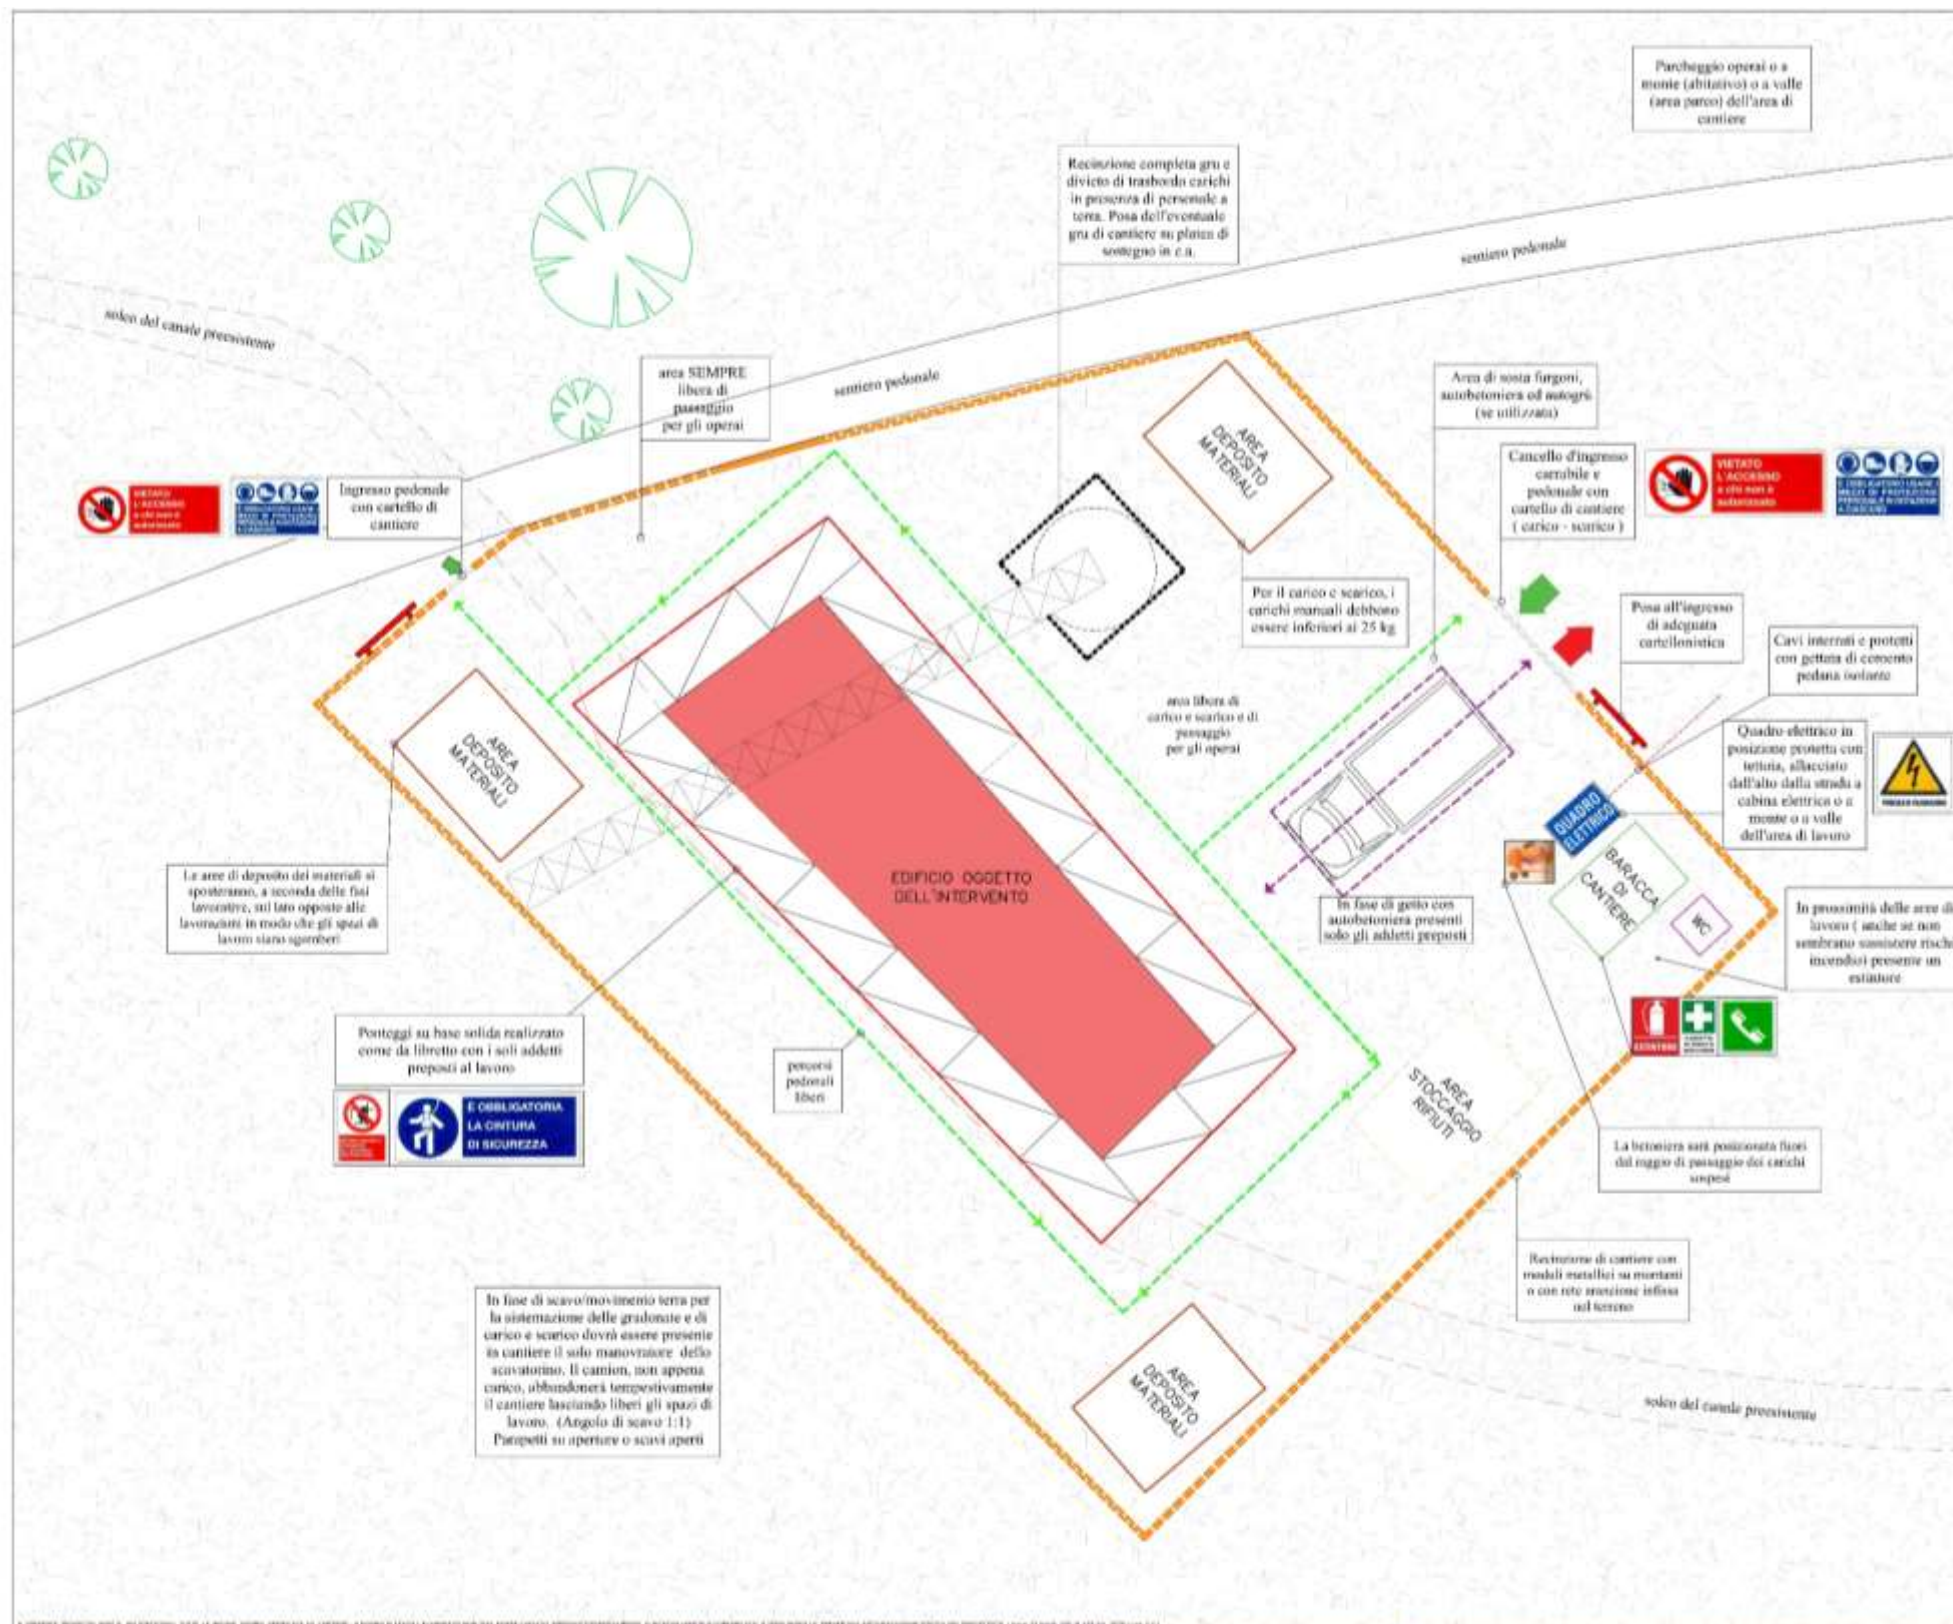 Parcheggio operai o a
monte (abitativo) o a valle
(area parco) dell'area di
cantiere
Recinzione completa gru e
divieto di trasbordo carichi
in presenza di personale a
terra. Posa dell'eventuale
gru di cantiere su platea di
sostegno in c.a.
sentiero pedonale
solco del canale preesistente
area SEMPRE
libera di
passaggio
per gli operai
sentiero pedonale
Area di sosta furgoni,
autobetoniera ed autogrù
(se utilizzata)
AREA
DEPOSITO
MATERIALI
Cancello d'ingresso
carrabile e
pedonale con
cartello di cantiere
( carico - scarico )
VIETATO
L'ACCESSO
a chi non è
autorizzato
VIETATO
L'ACCESSO
a chi non è
autorizzato
Ingresso pedonale
con cartello di
cantiere
Per il carico e scarico, i
carichi manuali debbono
essere inferiori ai 25 kg
Posa all'ingresso
di adeguata
cartellonistica
Cavi interrati e protetti
con gettata di cemento
pedana isolante
area libera di
carico e scarico e di
passaggio
per gli operai
Quadro elettrico in
posizione protetta con
tettoia, allacciato
dall'alto dalla strada a
cabina elettrica o a
monte o a valle
dell'area di lavoro
AREA
DEPOSITO
MATERIALI
QUADRO
ELETTRICO
BARACCA
DI
CANTIERE
WC
EDIFICIO OGGETTO
DELL'INTERVENTO
Le aree di deposito dei materiali si
sposteranno, a seconda delle fasi
lavorative, sul lato opposto alle
lavorazioni in modo che gli spazi di
lavoro siano sgomberi
In fase di getto con
autobetoniera presenti
solo gli addetti preposti
In prossimità delle aree di
lavoro ( anche se non
sembrano sussistere rischi
incendio) presente un
estintore
ESTINTORE
Ponteggi su base solida realizzato
come da libretto con i soli addetti
preposti al lavoro
percorsi
pedonali
liberi
È OBBLIGATORIA
LA CINTURA
DI SICUREZZA
AREA
STOCCAGGIO
RIFIUTI
La betoniera sarà posizionata fuori
dal raggio di passaggio dei carichi
sospesi
Recinzione di cantiere con
moduli metallici su montanti
o con rete arancione infissa
nel terreno
In fase di scavo/movimento terra per
la sistemazione delle gradonate e di
carico e scarico dovrà essere presente
in cantiere il solo manovratore dello
scavatorino. Il camion, non appena
carico, abbandonerà tempestivamente
il cantiere lasciando liberi gli spazi di
lavoro. (Angolo di scavo 1:1)
Parapetti su aperture o scavi aperti
AREA
DEPOSITO
MATERIALI
solco del canale preesistente